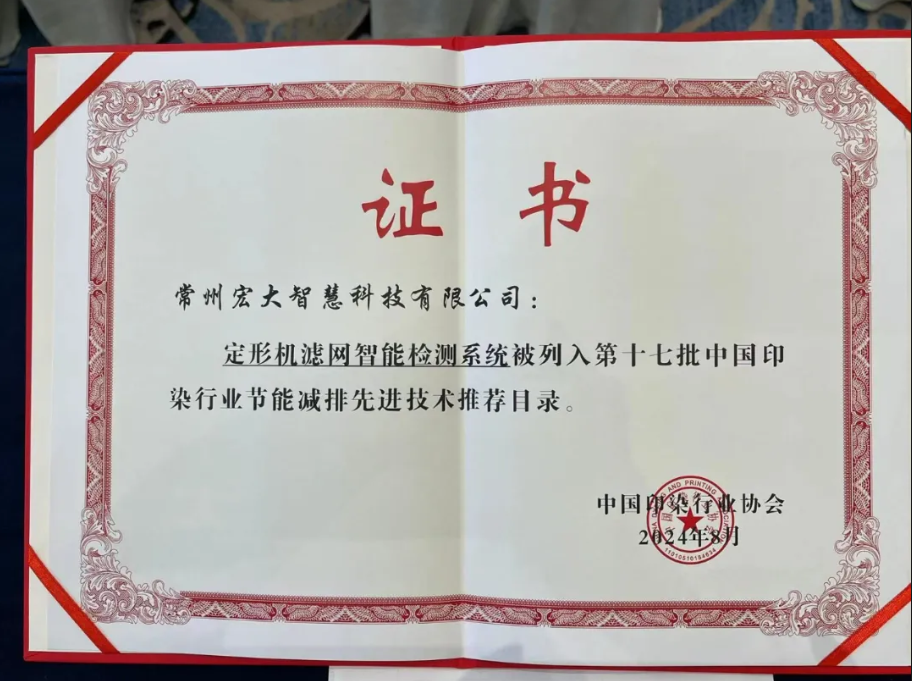 证书
常州宏大智慧科技有限公司：
定形机滤网智能检测系统被列入第十七批中国印
染行业节能减排先进技术推荐目录。
中国印染行业协会
2024年8月
AND PRINTING